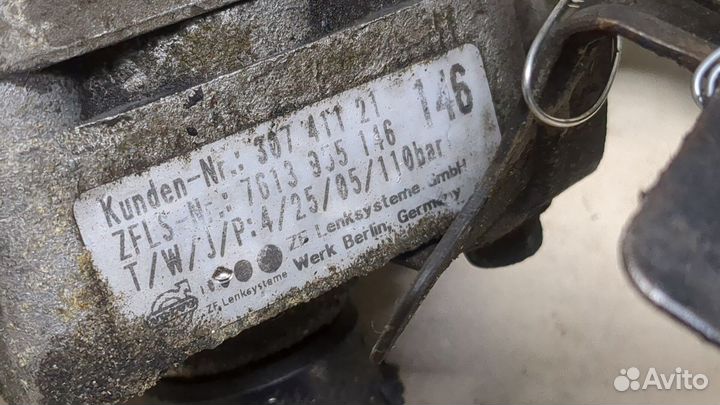 Kunden-Nr.: 307 411 21
146
ZFLS-Nr.: 7613 955 146
T/W/J/P:4/25/05/110bar
ZF Lenksysteme GmbH
Werk Berlin, Germany
ZF Lenksysteme
Avito